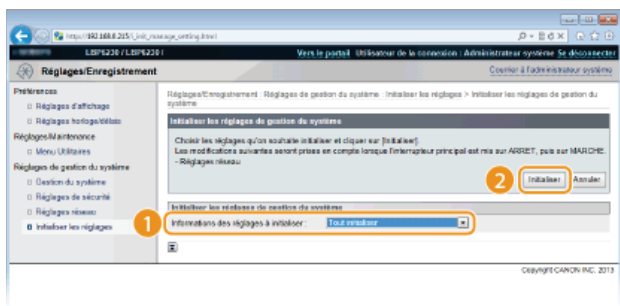 http://192.168.0.215/i_init_manage_setting.html
LBP6230 / LBP6230 I
Vers le portail Utilisateur de la connexion : Administrateur système Se déconnecter
Réglages/Enregistrement
Courrier à l'administrateur système
Préférences
Réglages d'affichage
Réglages horloge/délais
Réglages/Maintenance
Menu Utilitaires
Réglages de gestion du système
Gestion du système
Réglages de sécurité
Réglages réseau
Initialiser les réglages
Réglages/Enregistrement : Réglages de gestion du système : Initialiser les réglages > Initialiser les réglages de gestion du système
Initialiser les réglages de gestion du système
Choisir les réglages qu'on souhaite initialiser et cliquer sur [Initialiser].
Les modifications suivantes seront prises en compte lorsque l'interrupteur principal est mis sur ARRET, puis sur MARCHE.
- Réglages réseau
2
Initialiser
Annuler
Initialiser les réglages de gestion du système
1
Informations des réglages à initialiser :
Tout initialiser
Copyright CANON INC. 2013